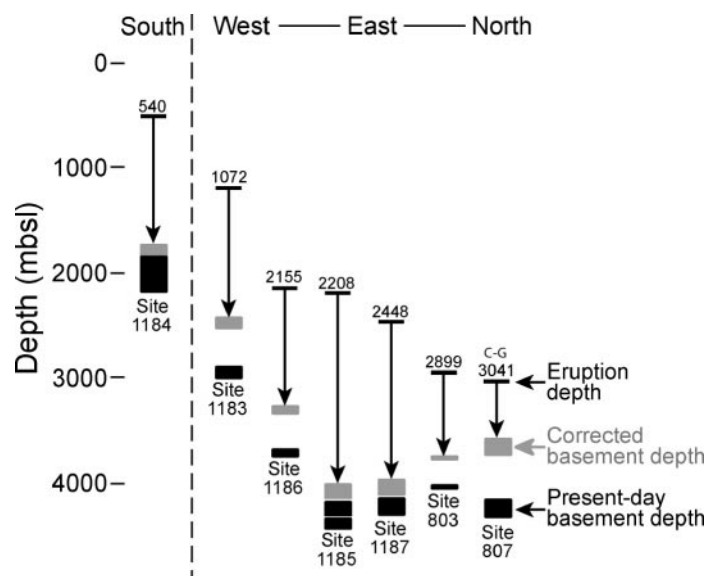 South West East North
0
1000
2000
3000
4000
Depth (mbsl)
540
Site
1184
1072
Site
1183
2155
Site
1186
2208
Site
1185
2448
Site
1187
2899
Site
803
C-G
3041
Site
807
Eruption
depth
Corrected
basement depth
Present-day
basement depth